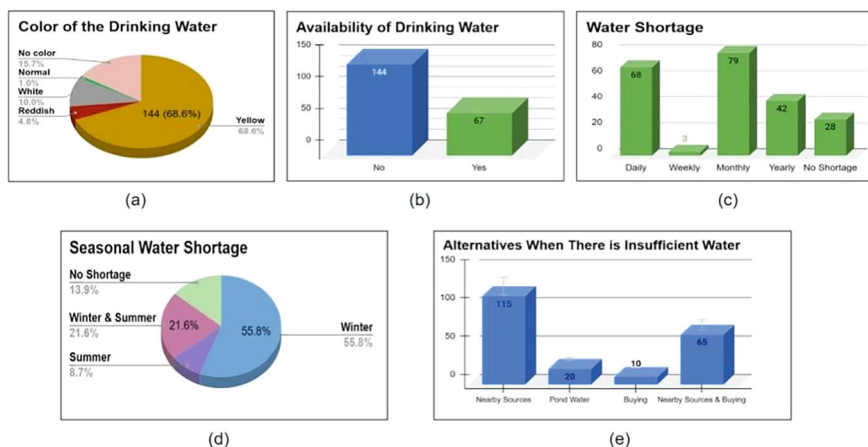 Color of the Drinking Water
No color
15.7%
Normal
1.0%
White
10.0%
Reddish
4.8%
144 (68.6%)
Yellow
68.6%
(a)
Availability of Drinking Water
150
100
50
0
144
67
No
Yes
(b)
Water Shortage
80
60
40
20
0
68
3
79
42
28
Daily
Weekly
Monthly
Yearly
No Shortage
(c)
Seasonal Water Shortage
No Shortage
13.9%
Winter & Summer
21.6%
Summer
8.7%
21.6%
55.8%
Winter
55.8%
(d)
Alternatives When There is Insufficient Water
150
100
50
0
115
20
10
65
Nearby Sources
Pond Water
Buying
Nearby Sources & Buying
(e)